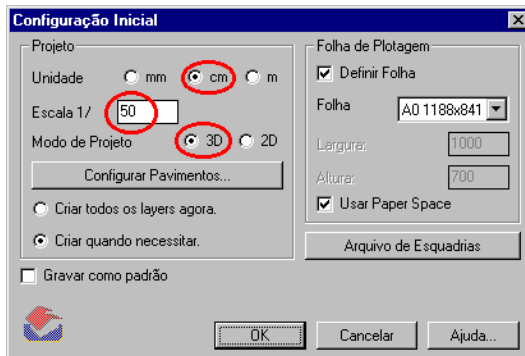 Configuração Inicial
Projeto
Unidade mm cm m
Escala 1/ 50
Modo de Projeto 3D 2D
Configurar Pavimentos...
Criar todos os layers agora.
Criar quando necessitar.
Gravar como padrão
Folha de Plotagem
Definir Folha
Folha A0 1188x841
Largura: 1000
Altura: 700
Usar Paper Space
Arquivo de Esquadrias
OK Cancelar Ajuda...